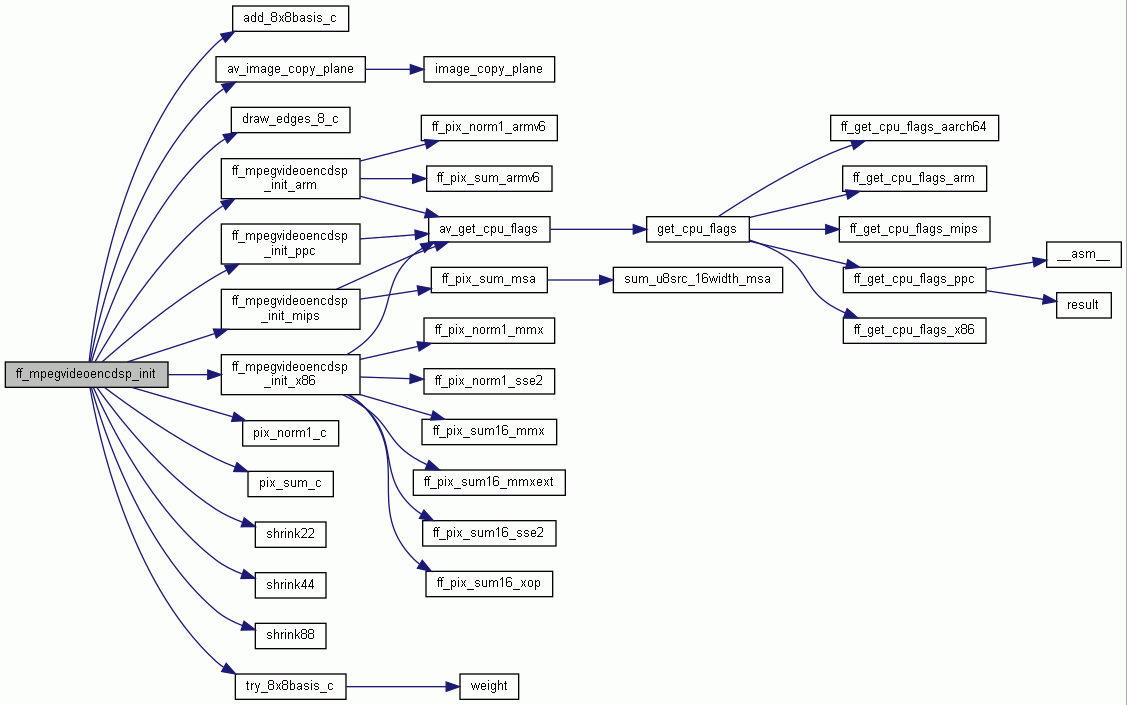 add_8x8basis_c
av_image_copy_plane
image_copy_plane
draw_edges_8_c
ff_pix_norm1_armv6
ff_get_cpu_flags_aarch64
ff_mpegvideoencdsp
_init_arm
ff_pix_sum_armv6
ff_get_cpu_flags_arm
ff_mpegvideoencdsp
_init_ppc
av_get_cpu_flags
get_cpu_flags
ff_get_cpu_flags_mips
__asm__
ff_mpegvideoencdsp
_init_mips
ff_pix_sum_msa
sum_u8src_16width_msa
ff_get_cpu_flags_ppc
result
ff_pix_norm1_mmx
ff_get_cpu_flags_x86
ff_mpegvideoencdsp_init
ff_mpegvideoencdsp
_init_x86
ff_pix_norm1_sse2
pix_norm1_c
ff_pix_sum16_mmx
pix_sum_c
ff_pix_sum16_mmxext
shrink22
ff_pix_sum16_sse2
shrink44
ff_pix_sum16_xop
shrink88
try_8x8basis_c
weight